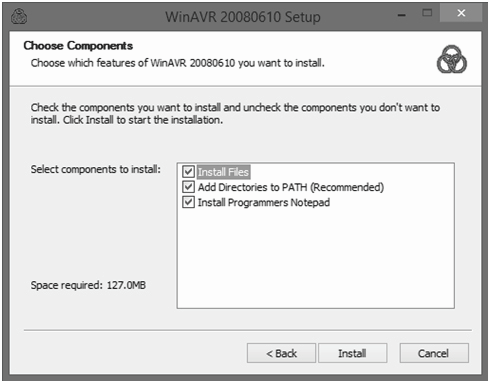 WinAVR 20080610 Setup
Choose Components
Choose which features of WinAVR 20080610 you want to install.
Check the components you want to install and uncheck the components you don't want to
install. Click Install to start the installation.
Select components to install:
Install Files
Add Directories to PATH (Recommended)
Install Programmers Notepad
Space required: 127.0MB
< Back
Install
Cancel